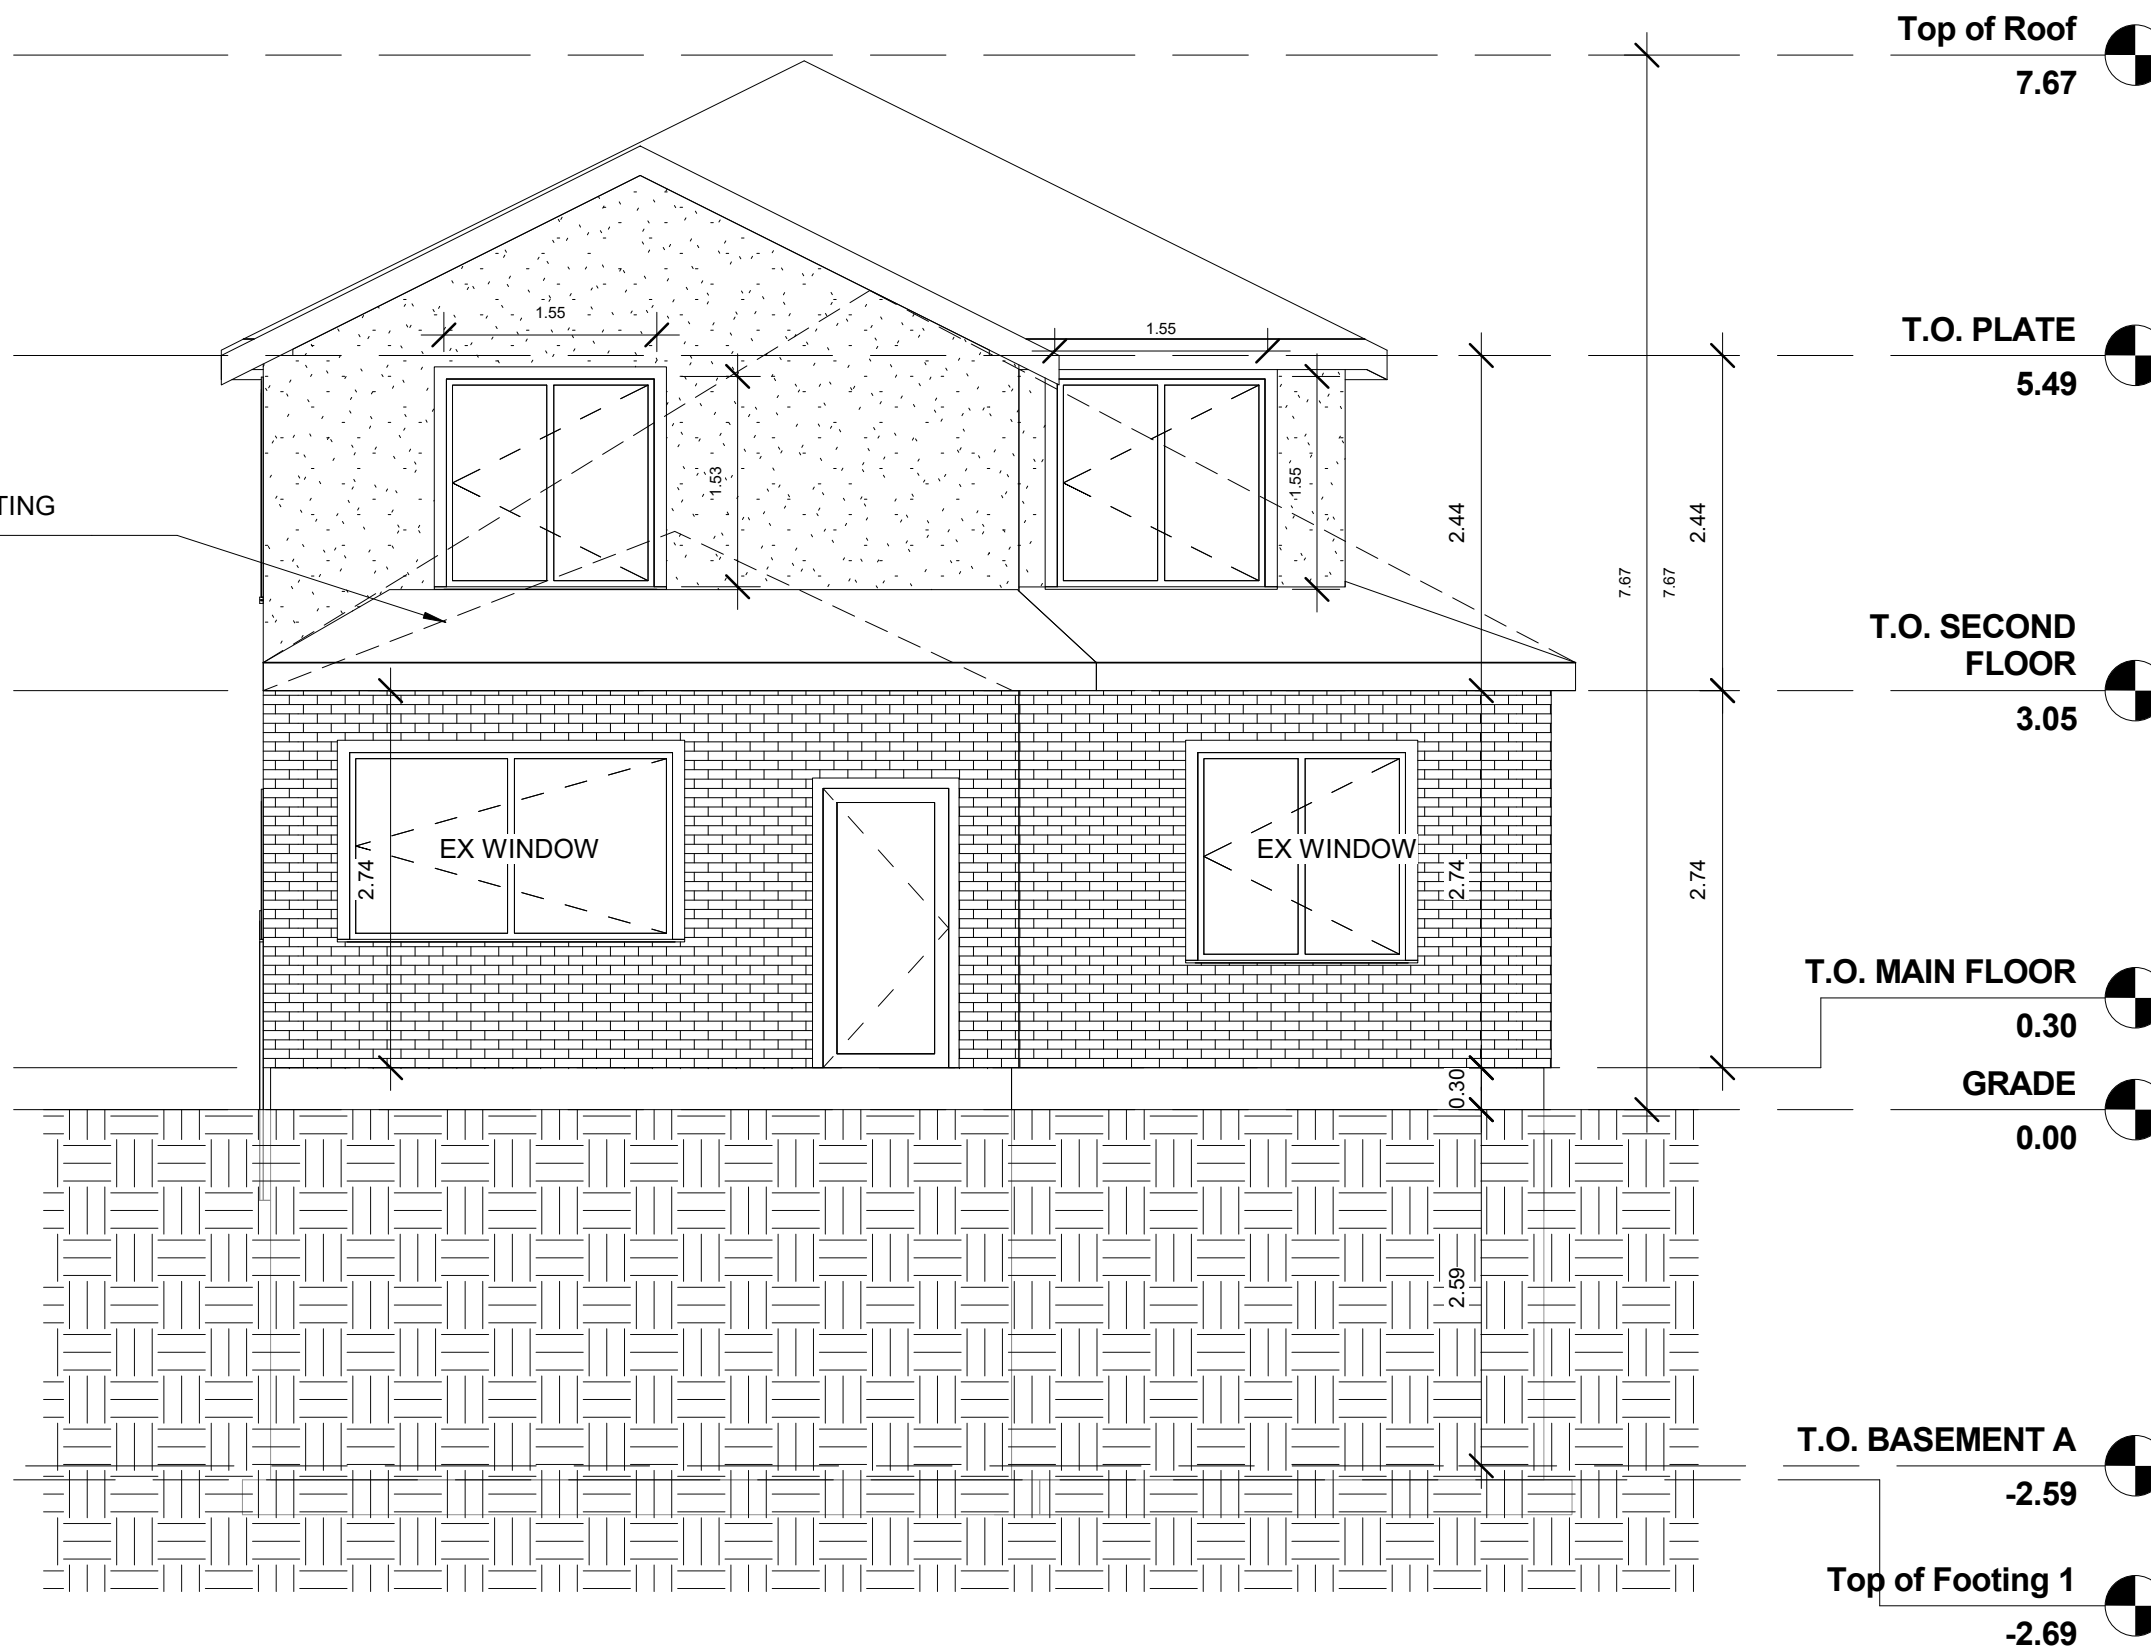 Top of Roof
7.67
1.55
1.55
T.O. PLATE
5.49
1.53
1.55
TING
2.44
2.44
7.67
7.67
T.O. SECOND
FLOOR
3.05
EX WINDOW
EX WINDOW
2.74
2.74
2.74
T.O. MAIN FLOOR
0.30
0.30
GRADE
0.00
2.59
T.O. BASEMENT A
-2.59
Top of Footing 1
-2.69